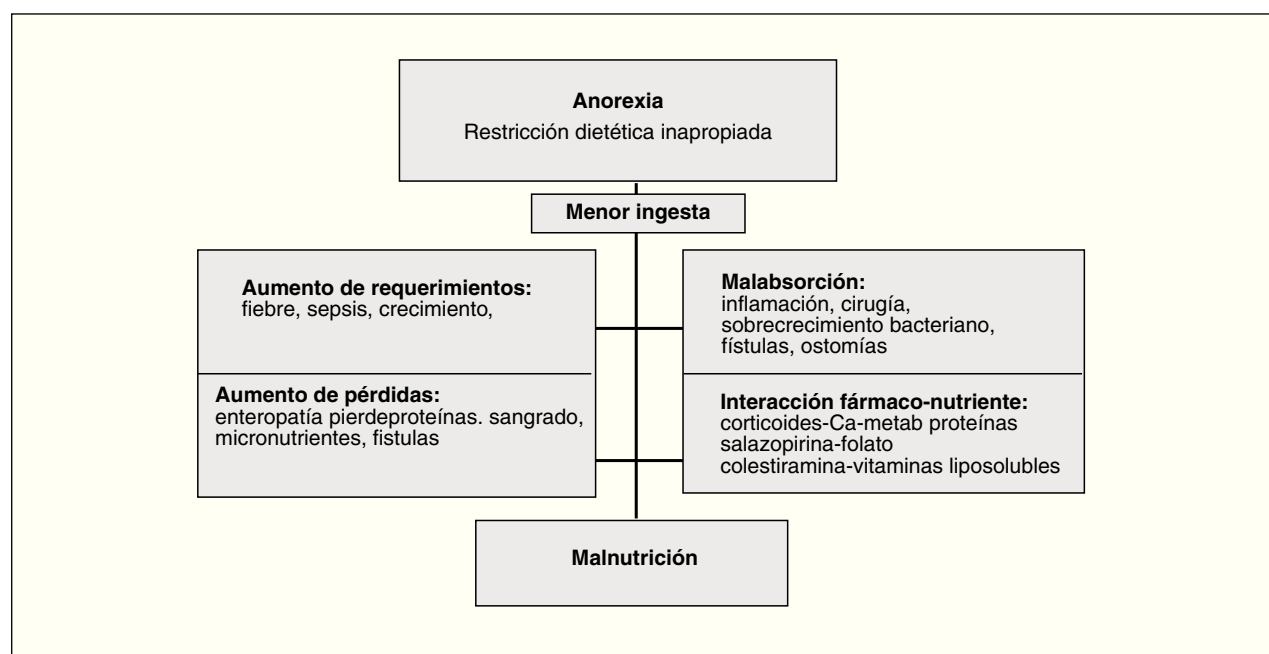 Anorexia
Restricción dietética inapropiada
Menor ingesta
Aumento de requerimientos:
fiebre, sepsis, crecimiento,
Aumento de pérdidas:
enteropatía pierdeproteínas. sangrado,
micronutrientes, fistulas
Malabsorción:
inflamación, cirugía,
sobrecrecimiento bacteriano,
fístulas, ostomías
Interacción fármaco-nutriente:
corticoides-Ca-metab proteínas
salazopirina-folato
colestiramina-vitaminas liposolubles
Malnutrición